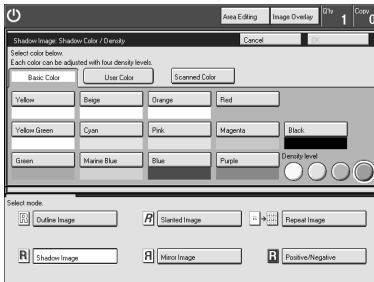 Area Editing Image Overlay Q'ty 1 Copy 0
Shadow Image: Shadow Color / Density Cancel OK
Select color below.
Each color can be adjusted with four density levels.
Basic Color User Color Scanned Color
Yellow Beige Orange Red
Yellow Green Cyan Pink Magenta Black
Green Marine Blue Blue Purple Density level
Select mode.
R Outline Image R Slanted Image R Repeat Image
R Shadow Image R Mirror Image R Positive/Negative